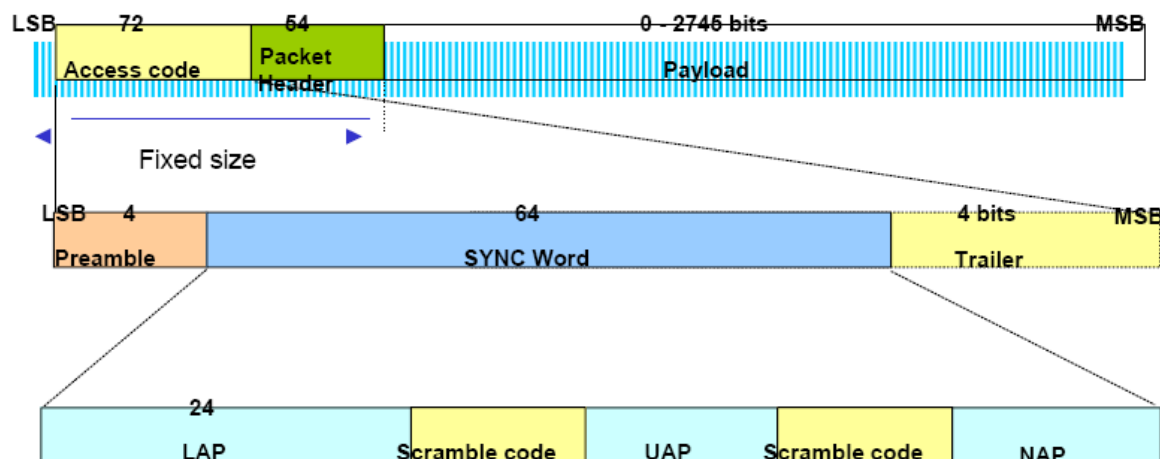 LSB 72 54 0 - 2745 bits MSB
Access code Packet Header Payload
Fixed size
LSB 4 64 4 bits MSB
Preamble SYNC Word Trailer
24
LAP Scramble code UAP Scramble code NAP